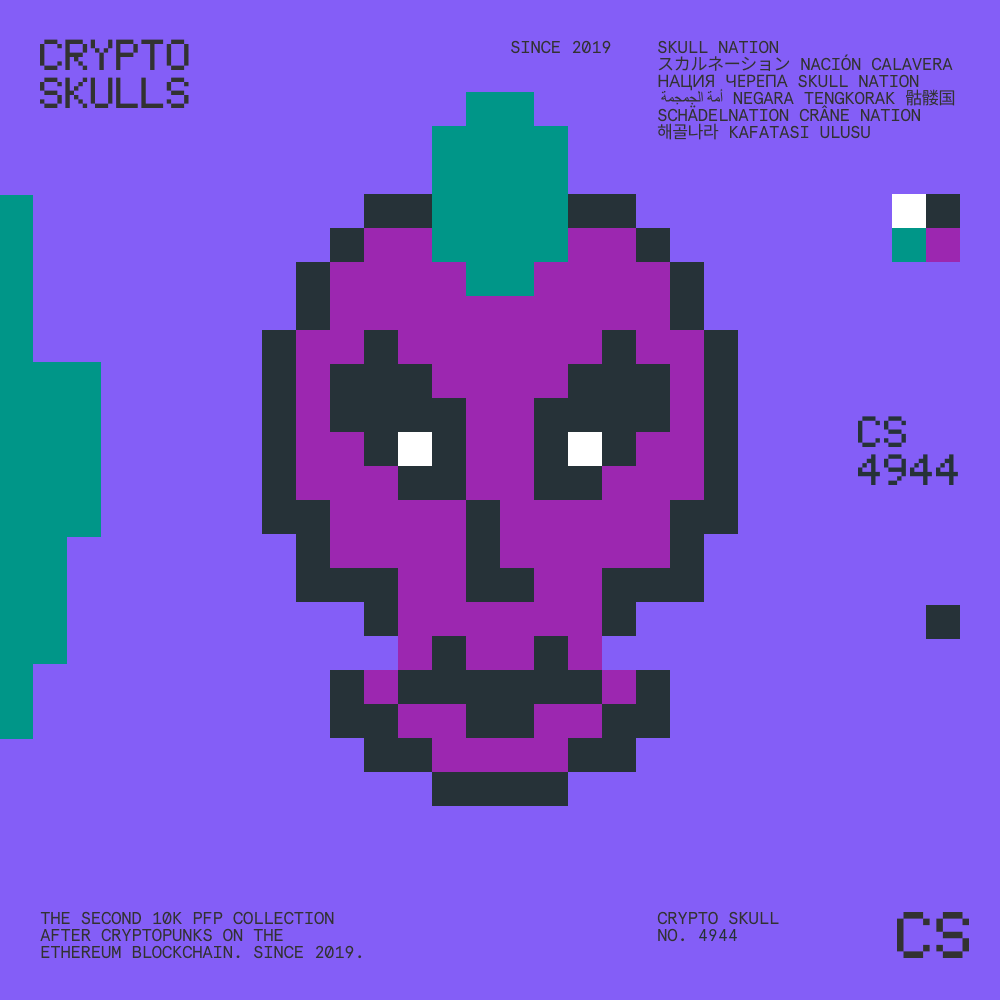 CRYPTO
SKULLS
SINCE 2019
SKULL NATION
スカルネーション NACIÓN CALAVERA
НАЦИЯ ЧЕРЕПА SKULL NATION
أمة الجمجمة NEGARA TENGKORAK 骷髅国
SCHÄDELNATION CRÂNE NATION
해골나라 KAFATASI ULUSU
CS
4944
THE SECOND 10K PFP COLLECTION
AFTER CRYPTOPUNKS ON THE
ETHEREUM BLOCKCHAIN. SINCE 2019.
CRYPTO SKULL
NO. 4944
CS